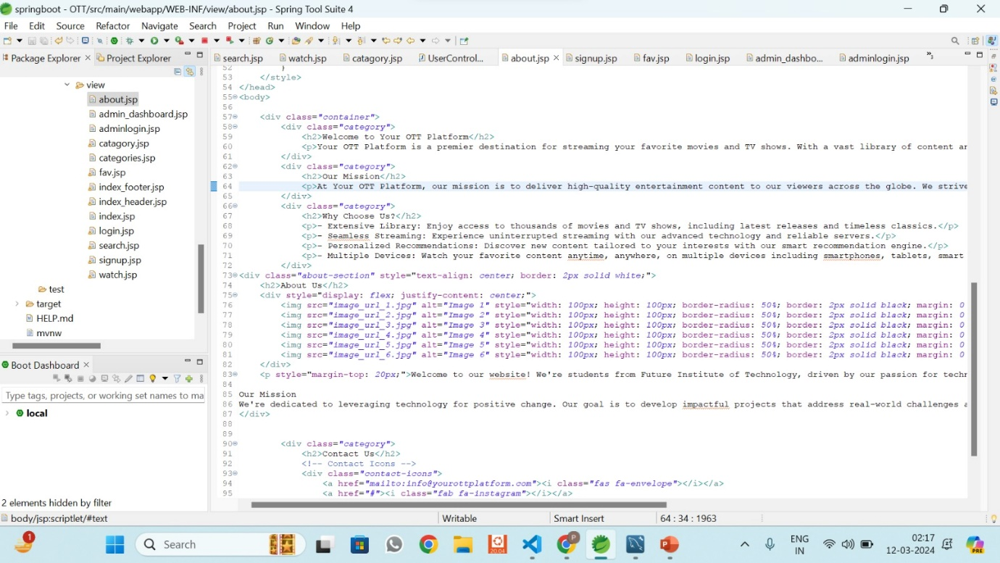 springboot - OTT/src/main/webapp/WEB-INF/view/about.jsp - Spring Tool Suite 4
File Edit Source Refactor Navigate Search Project Run Window Help
Package Explorer Project Explorer
search.jsp watch.jsp catagory.jsp UserControl... about.jsp signup.jsp fav.jsp login.jsp admin_dashbo... adminlogin.jsp
view
about.jsp
admin_dashboard.jsp
adminlogin.jsp
catagory.jsp
categories.jsp
fav.jsp
index_footer.jsp
index_header.jsp
index.jsp
login.jsp
search.jsp
signup.jsp
watch.jsp
test
target
HELP.md
mvnw
Boot Dashboard
Type tags, projects, or working set names to ma
local
2 elements hidden by filter
52 }
53 </style>
54 </head>
55 <body>
56
57 <div class="container">
58 <div class="category">
59 <h2>Welcome to Your OTT Platform</h2>
60 <p>Your OTT Platform is a premier destination for streaming your favorite movies and TV shows. With a vast library of content an
61 </div>
62 <div class="category">
63 <h2>Our Mission</h2>
64 <p>At Your OTT Platform, our mission is to deliver high-quality entertainment content to our viewers across the globe. We strive
65 </div>
66 <div class="category">
67 <h2>Why Choose Us?</h2>
68 <p>- Extensive Library: Enjoy access to thousands of movies and TV shows, including latest releases and timeless classics.</p>
69 <p>- Seamless Streaming: Experience uninterrupted streaming with our advanced technology and reliable servers.</p>
70 <p>- Personalized Recommendations: Discover new content tailored to your interests with our smart recommendation engine.</p>
71 <p>- Multiple Devices: Watch your favorite content anytime, anywhere, on multiple devices including smartphones, tablets, smart
72 </div>
73 <div class="about-section" style="text-align: center; border: 2px solid white;">
74 <h2>About Us</h2>
75 <div style="display: flex; justify-content: center;">
76 <img src="image_url_1.jpg" alt="Image 1" style="width: 100px; height: 100px; border-radius: 50%; border: 2px solid black; margin: 0
77 <img src="image_url_2.jpg" alt="Image 2" style="width: 100px; height: 100px; border-radius: 50%; border: 2px solid black; margin: 0
78 <img src="image_url_3.jpg" alt="Image 3" style="width: 100px; height: 100px; border-radius: 50%; border: 2px solid black; margin: 0
79 <img src="image_url_4.jpg" alt="Image 4" style="width: 100px; height: 100px; border-radius: 50%; border: 2px solid black; margin: 0
80 <img src="image_url_5.jpg" alt="Image 5" style="width: 100px; height: 100px; border-radius: 50%; border: 2px solid black; margin: 0
81 <img src="image_url_6.jpg" alt="Image 6" style="width: 100px; height: 100px; border-radius: 50%; border: 2px solid black; margin: 0
82 </div>
83 <p style="margin-top: 20px;">Welcome to our website! We're students from Future Institute of Technology, driven by our passion for techn
84
85 Our Mission
86 We're dedicated to leveraging technology for positive change. Our goal is to develop impactful projects that address real-world challenges a
87 </div>
88
89
90 <div class="category">
91 <h2>Contact Us</h2>
92 <!-- Contact Icons -->
93 <div class="contact-icons">
94 <a href="mailto:info@yourottplatform.com"><i class="fas fa-envelope"></i></a>
95 <a href="#"><i class="fab fa-instagram"></i></a>
body/jsp:scriptlet/#text Writable Smart Insert 64 : 34 : 1963
1 Search 20.04 P ENG IN 02:17 12-03-2024 PRE